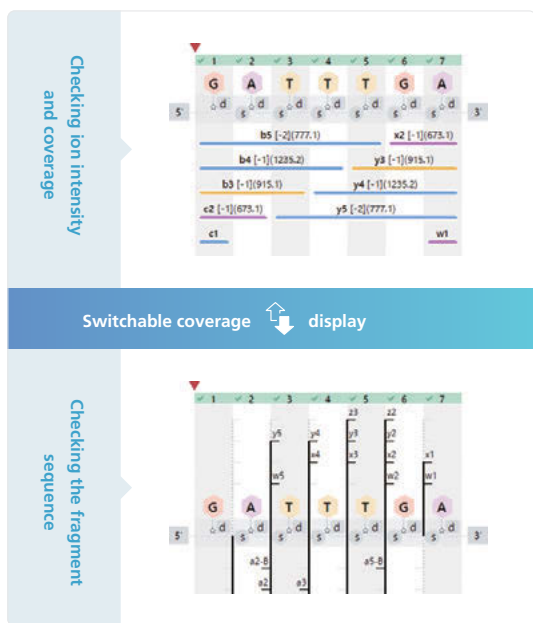 Checking ion intensity
and coverage
1 2 3 4 5 6 7
G A T T T G A
5' d s d s d s d s d s d s d 3'
b5 [-2](777.1) x2 [-1](673.1)
b4 [-1](1235.2) y3 [-1](915.1)
b3 [-1](915.1) y4 [-1](1235.2)
c2 [-1](673.1) y5 [-2](777.1)
c1 w1
Switchable coverage display
Checking the fragment
sequence
1 2 3 4 5 6 7
z3 z2
y5 y4 y3 y2
x4 x3 x2 x1
w5 w2 w1
G A T T T G A
5' d s d s d s d s d s d s d 3'
a2-B a5-B
a2 a3